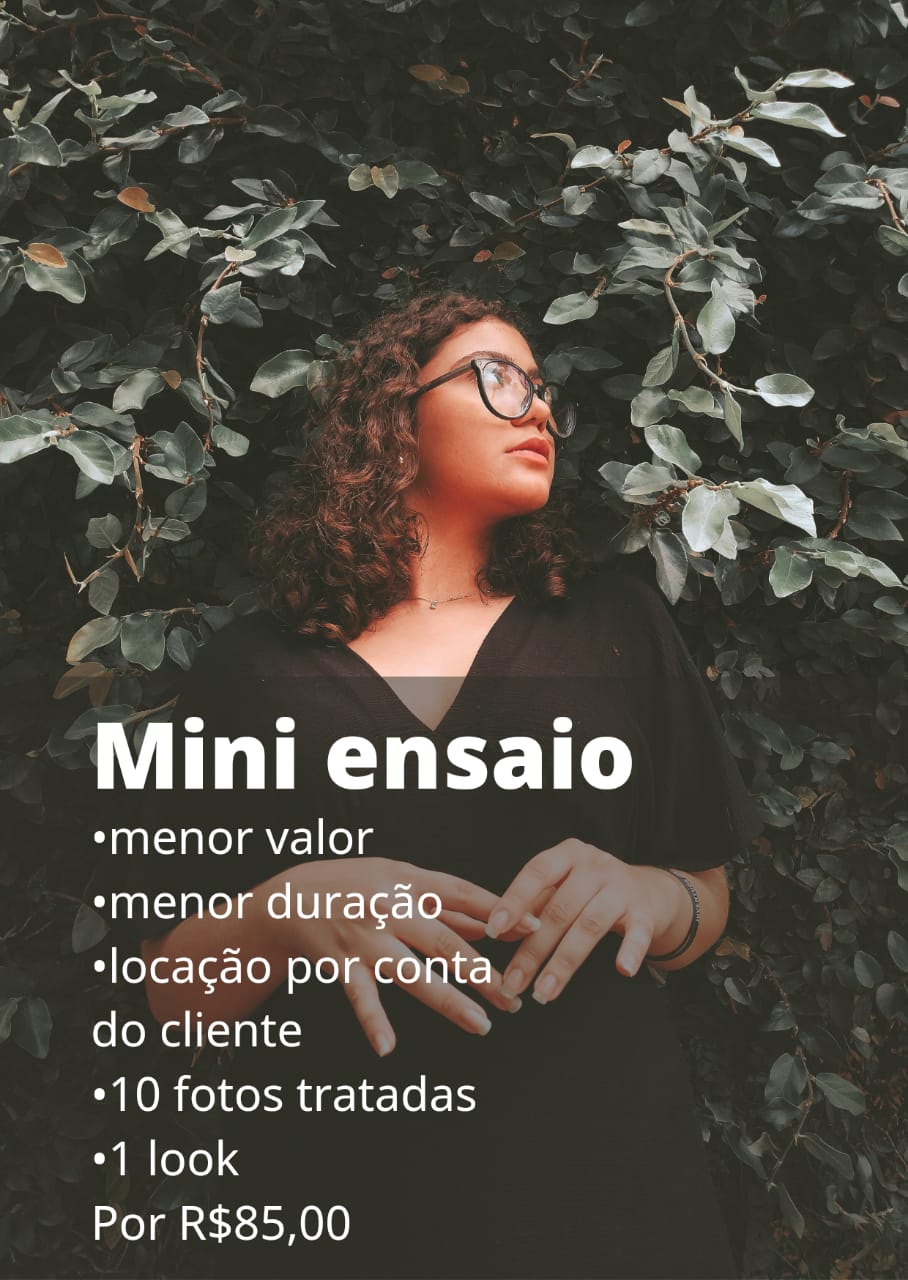 Mini ensaio
•menor valor
•menor duração
•locação por conta
do cliente
•10 fotos tratadas
•1 look
Por R$85,00